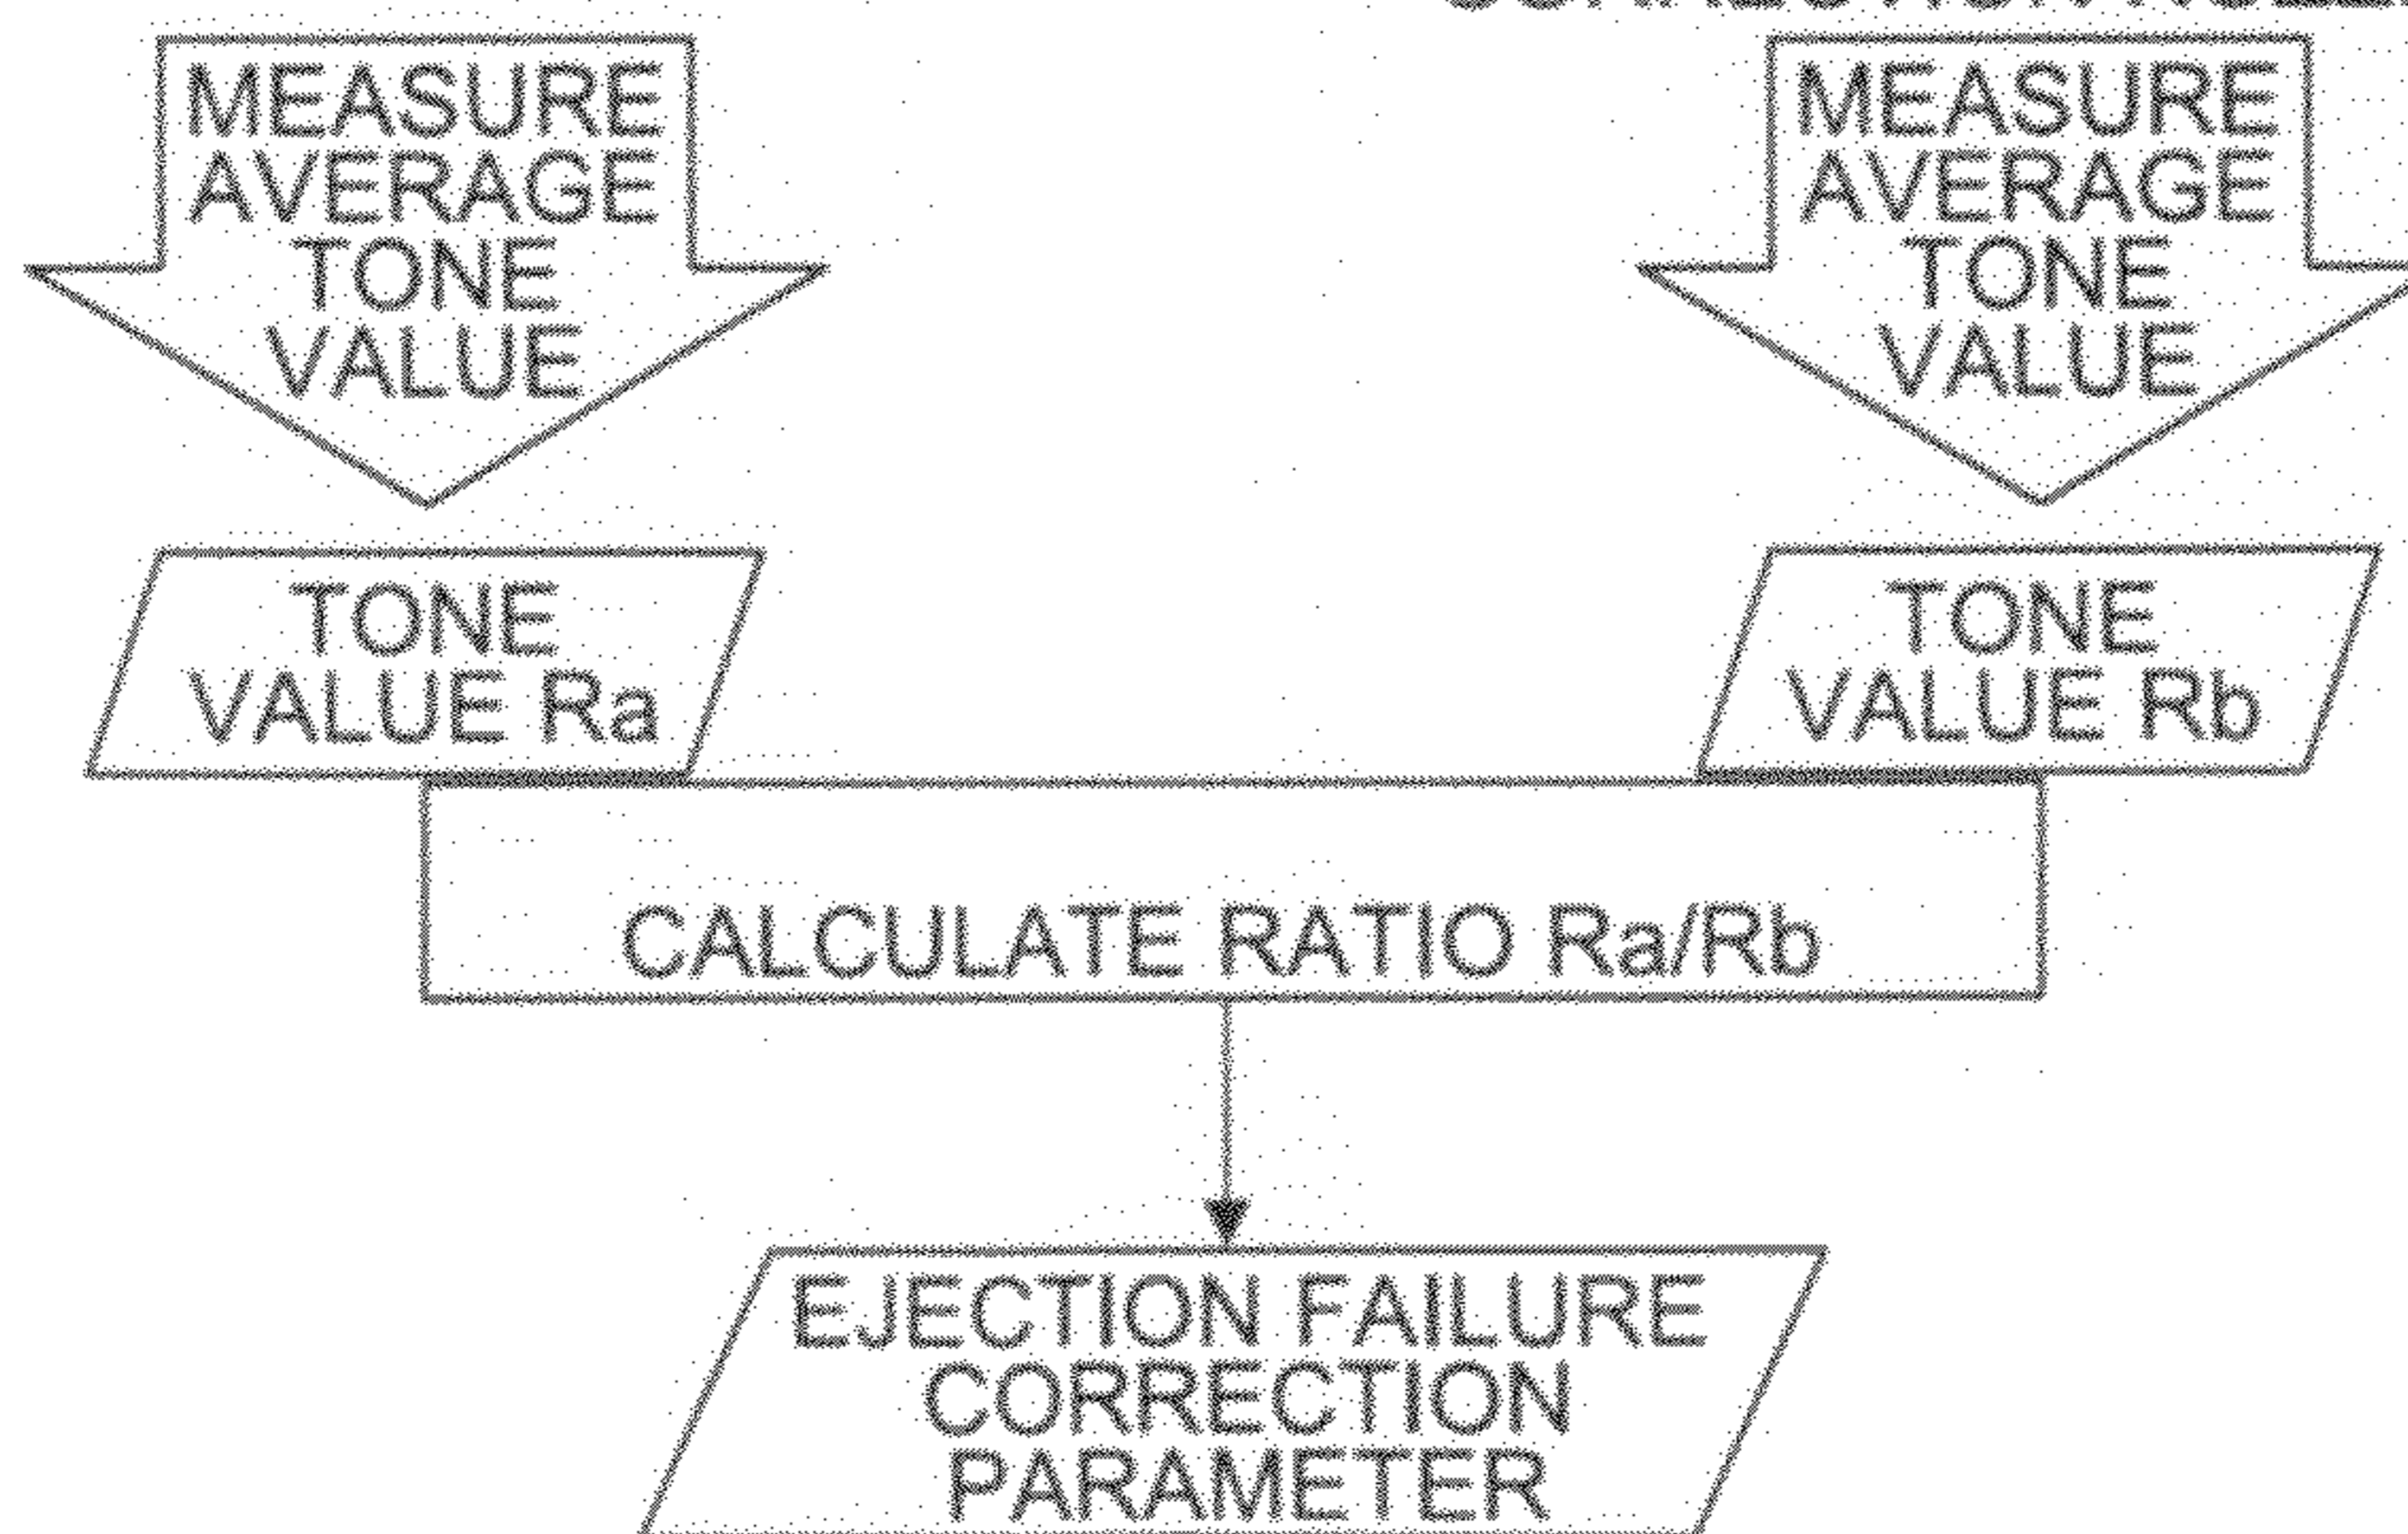 MEASURE
AVERAGE
TONE
VALUE
MEASURE
AVERAGE
TONE
VALUE
TONE
VALUE Ra
TONE
VALUE Rb
CALCULATE RATIO Ra/Rb
EJECTION FAILURE
CORRECTION
PARAMETER